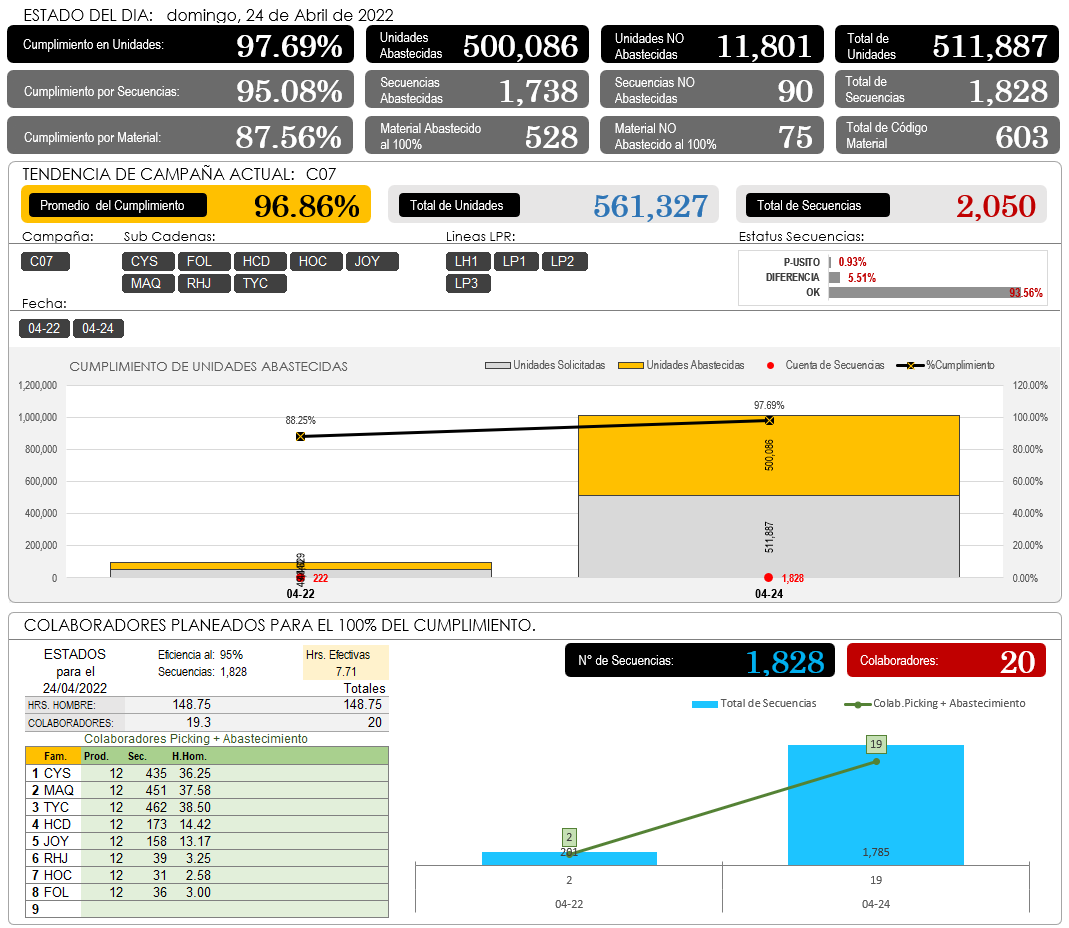 ESTADO DEL DIA: domingo, 24 de Abril de 2022
Cumplimiento en Unidades: 97.69%
Unidades Abastecidas 500,086
Unidades NO Abastecidas 11,801
Total de Unidades 511,887
Cumplimiento por Secuencias: 95.08%
Secuencias Abastecidas 1,738
Secuencias NO Abastecidas 90
Total de Secuencias 1,828
Cumplimiento por Material: 87.56%
Material Abastecido al 100% 528
Material NO Abastecido al 100% 75
Total de Código Material 603
TENDENCIA DE CAMPAÑA ACTUAL: C07
Promedio del Cumplimiento 96.86%
Total de Unidades 561,327
Total de Secuencias 2,050
Campaña: Sub Cadenas: Lineas LPR: Estatus Secuencias:
C07 CYS FOL HCD HOC JOY LH1 LP1 LP2
MAQ RHJ TYC LP3
P-USITO 0.93%
DIFERENCIA 5.51%
OK 93.56%
Fecha:
04-22 04-24
CUMPLIMIENTO DE UNIDADES ABASTECIDAS
Unidades Solicitadas Unidades Abastecidas Cuenta de Secuencias %Cumplimiento
1,200,000 120.00%
1,000,000 100.00%
800,000 80.00%
600,000 60.00%
400,000 40.00%
200,000 20.00%
0 0.00%
88.25% 97.69%
500,086
511,887
222 1,828
04-22 04-24
COLABORADORES PLANEADOS PARA EL 100% DEL CUMPLIMIENTO.
ESTADOS para el 24/04/2022
Eficiencia al: 95%
Secuencias: 1,828
Hrs. Efectivas
7.71
Totales
HRS. HOMBRE: 148.75 148.75
COLABORADORES: 19.3 20
Colaboradores Picking + Abastecimiento
Fam. Prod. Sec. H.Hom.
1 CYS 12 435 36.25
2 MAQ 12 451 37.58
3 TYC 12 462 38.50
4 HCD 12 173 14.42
5 JOY 12 158 13.17
6 RHJ 12 39 3.25
7 HOC 12 31 2.58
8 FOL 12 36 3.00
9
N° de Secuencias: 1,828
Colaboradores: 20
Total de Secuencias Colab.Picking + Abastecimiento
2 19
1,785
2 19
04-22 04-24